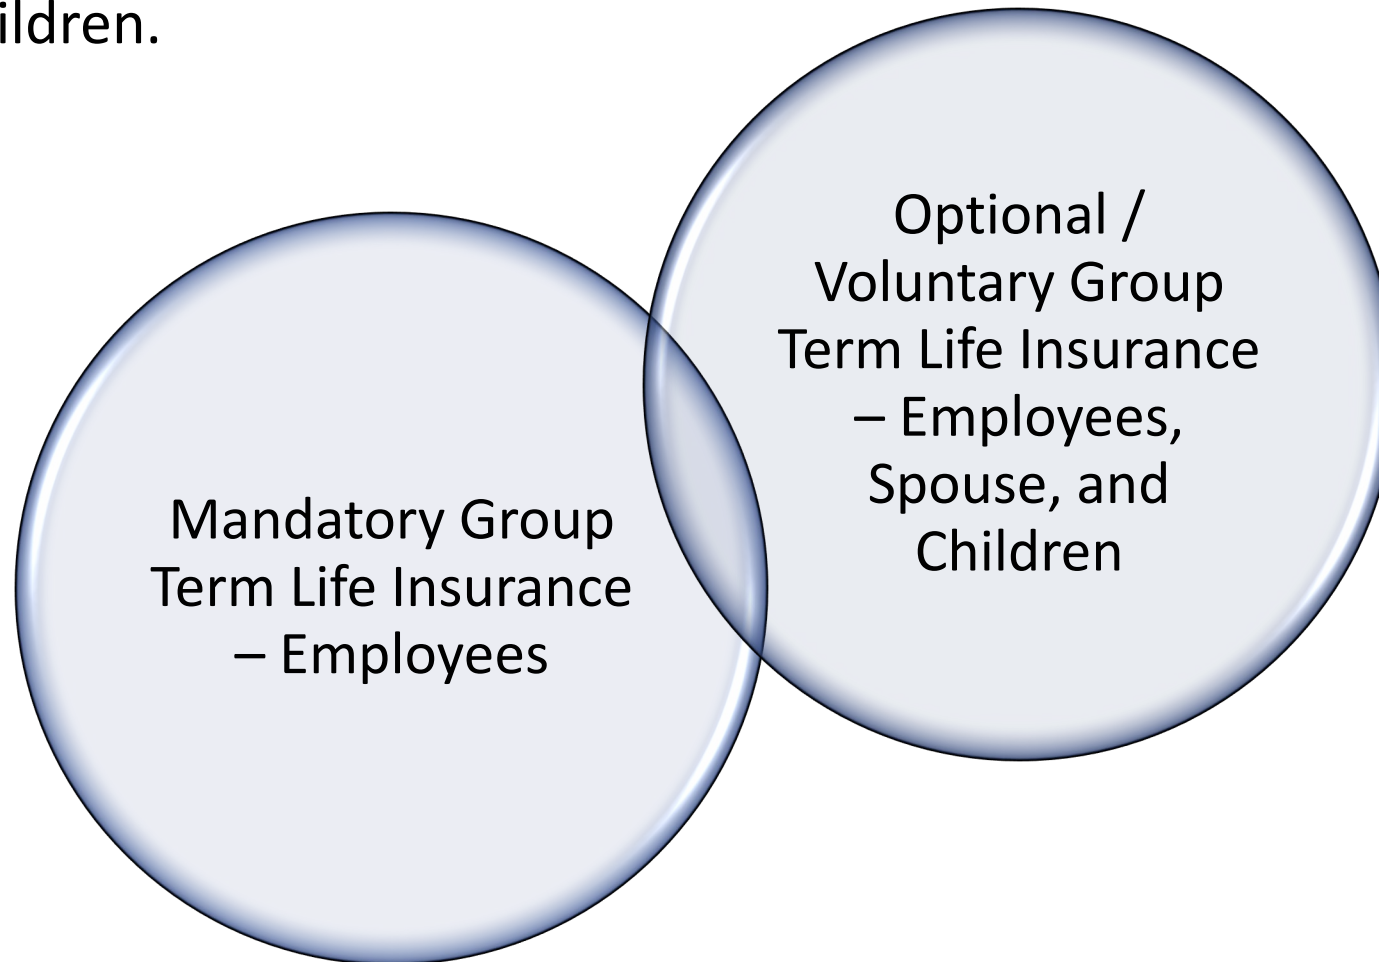 ildren.
Optional /
Voluntary Group
Term Life Insurance
– Employees,
Spouse, and
Children
Mandatory Group
Term Life Insurance
– Employees